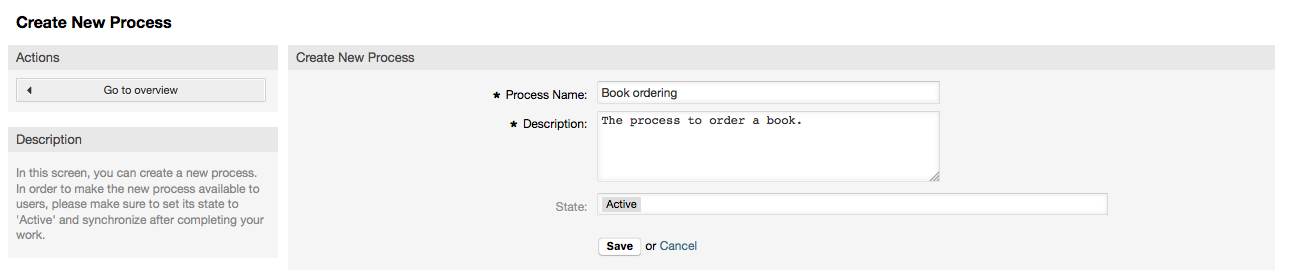 Create New Process
Actions
Go to overview
Description
In this screen, you can create a new process.
In order to make the new process available to
users, please make sure to set its state to
'Active' and synchronize after completing your
work.
Create New Process
★ Process Name: Book ordering
★ Description: The process to order a book.
State: Active
Save or Cancel